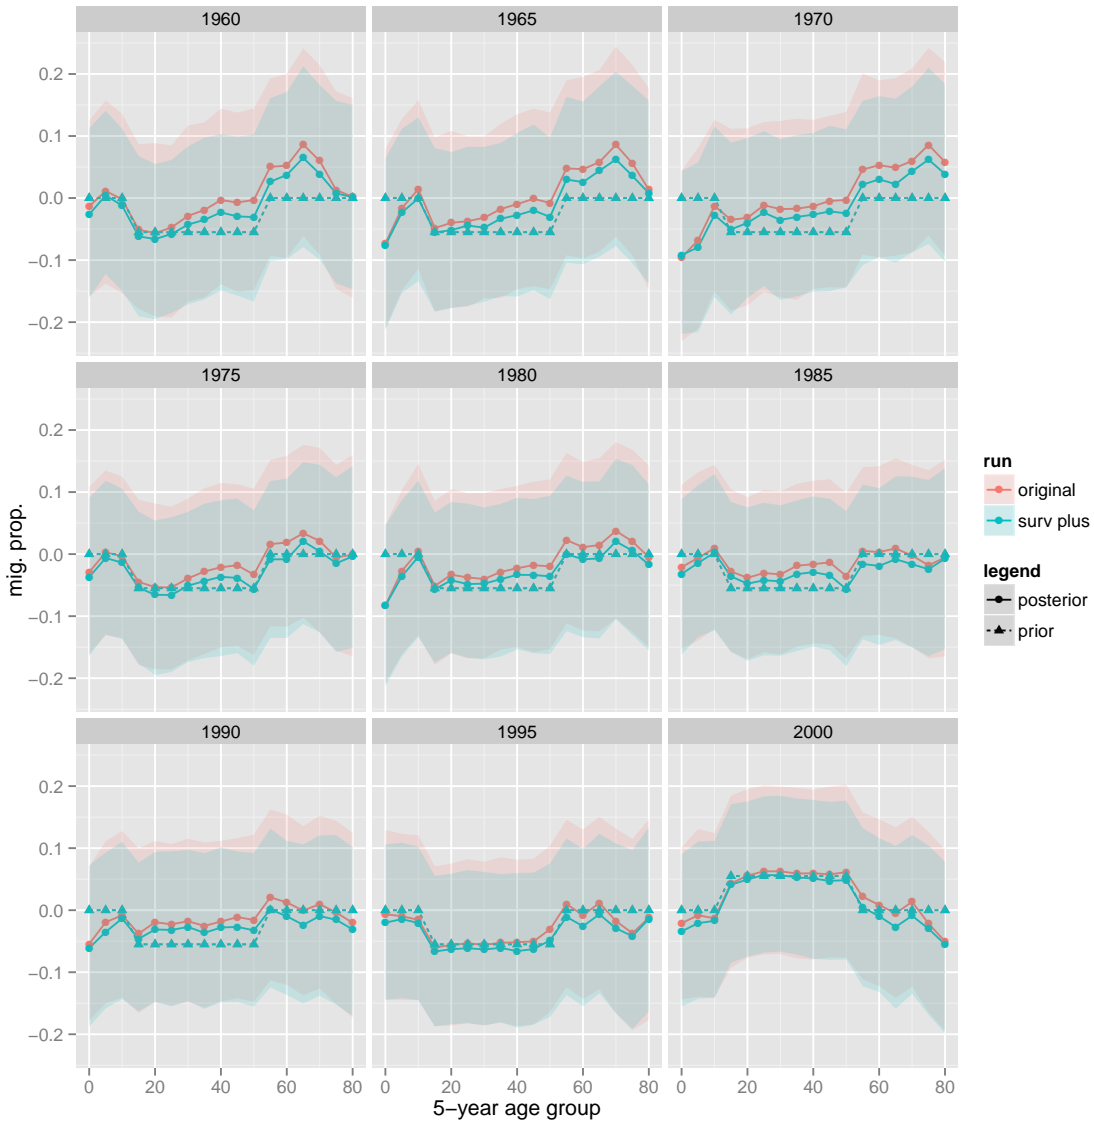 1960 1965 1970
0.2
0.1
0.0
−0.1
−0.2
1975 1980 1985
0.2
0.1
0.0
−0.1
−0.2
1990 1995 2000
0.2
0.1
0.0
−0.1
−0.2
0 20 40 60 80 0 20 40 60 80 0 20 40 60 80
5−year age group
mig. prop.
run
original
surv plus
legend
posterior
prior